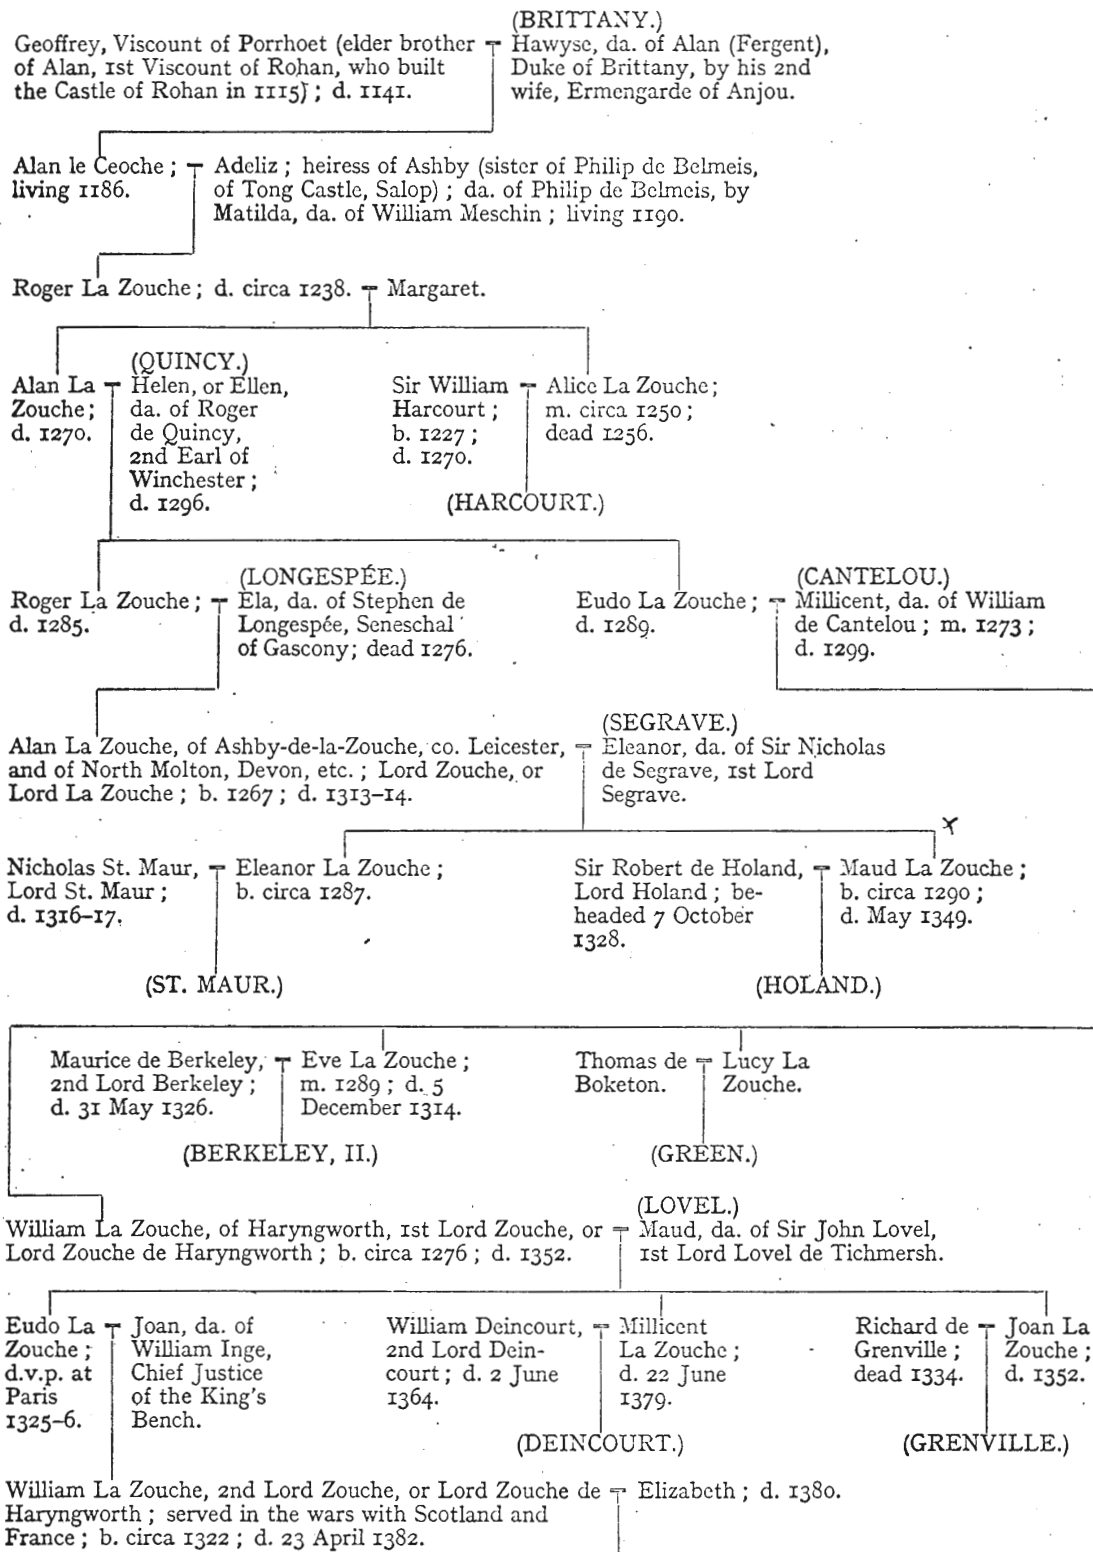 (BRITTANY.)
Geoffrey, Viscount of Porrhoet (elder brother
of Alan, 1st Viscount of Rohan, who built
the Castle of Rohan in 1115); d. 1141.
Hawyse, da. of Alan (Fergent),
Duke of Brittany, by his 2nd
wife, Ermengarde of Anjou.
Alan le Ceoche;
living 1186.
Adeliz; heiress of Ashby (sister of Philip de Belmeis,
of Tong Castle, Salop); da. of Philip de Belmeis, by
Matilda, da. of William Meschin; living 1190.
Roger La Zouche; d. circa 1238.
Margaret.
Alan La
Zouche;
d. 1270.
(QUINCY.)
Helen, or Ellen,
da. of Roger
de Quincy,
2nd Earl of
Winchester;
d. 1296.
Sir William
Harcourt;
b. 1227;
d. 1270.
Alice La Zouche;
m. circa 1250;
dead 1256.
(HARCOURT.)
Roger La Zouche;
d. 1285.
(LONGESPÉE.)
Ela, da. of Stephen de
Longespée, Seneschal
of Gascony; dead 1276.
Eudo La Zouche;
d. 1289.
(CANTELOU.)
Millicent, da. of William
de Cantelou; m. 1273;
d. 1299.
Alan La Zouche, of Ashby-de-la-Zouche, co. Leicester,
and of North Molton, Devon, etc.; Lord Zouche, or
Lord La Zouche; b. 1267; d. 1313–14.
(SEGRAVE.)
Eleanor, da. of Sir Nicholas
de Segrave, 1st Lord
Segrave.
x
Nicholas St. Maur,
Lord St. Maur;
d. 1316–17.
Eleanor La Zouche;
b. circa 1287.
(ST. MAUR.)
Sir Robert de Holand,
Lord Holand; be-
headed 7 October
1328.
Maud La Zouche;
b. circa 1290;
d. May 1349.
(HOLAND.)
Maurice de Berkeley,
2nd Lord Berkeley;
d. 31 May 1326.
Eve La Zouche;
m. 1289; d. 5
December 1314.
(BERKELEY, II.)
Thomas de
Boketon.
Lucy La
Zouche.
(GREEN.)
William La Zouche, of Haryngworth, 1st Lord Zouche, or
Lord Zouche de Haryngworth; b. circa 1276; d. 1352.
(LOVEL.)
Maud, da. of Sir John Lovel,
1st Lord Lovel de Tichmersh.
Eudo La
Zouche;
d.v.p. at
Paris
1325–6.
Joan, da. of
William Inge,
Chief Justice
of the King's
Bench.
William Deincourt,
2nd Lord Dein-
court; d. 2 June
1364.
Millicent
La Zouche;
d. 22 June
1379.
(DEINCOURT.)
Richard de
Grenville;
dead 1334.
Joan La
Zouche;
d. 1352.
(GRENVILLE.)
William La Zouche, 2nd Lord Zouche, or Lord Zouche de
Haryngworth; served in the wars with Scotland and
France; b. circa 1322; d. 23 April 1382.
Elizabeth; d. 1380.